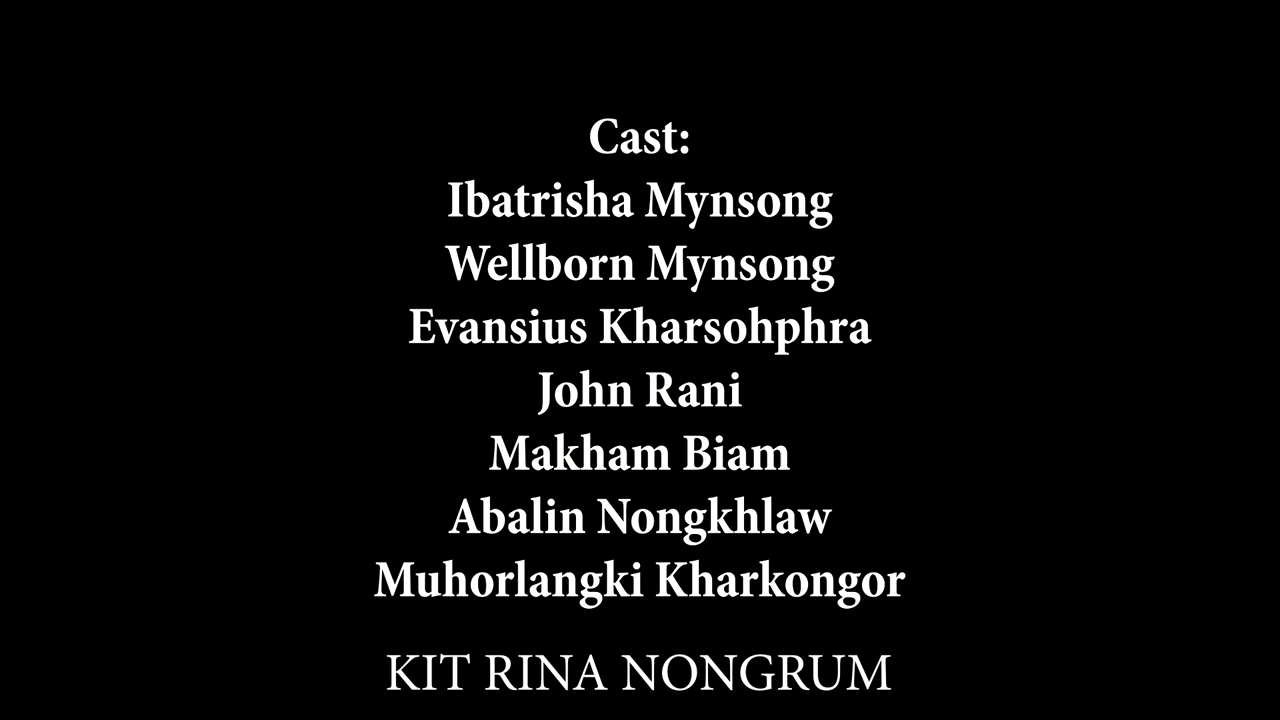 Cast:
Ibatrisha Mynsong
Wellborn Mynsong
Evansius Kharsohphra
John Rani
Makham Biam
Abalin Nongkhlaw
Muhorlangki Kharkongor
KIT RINA NONGRUM